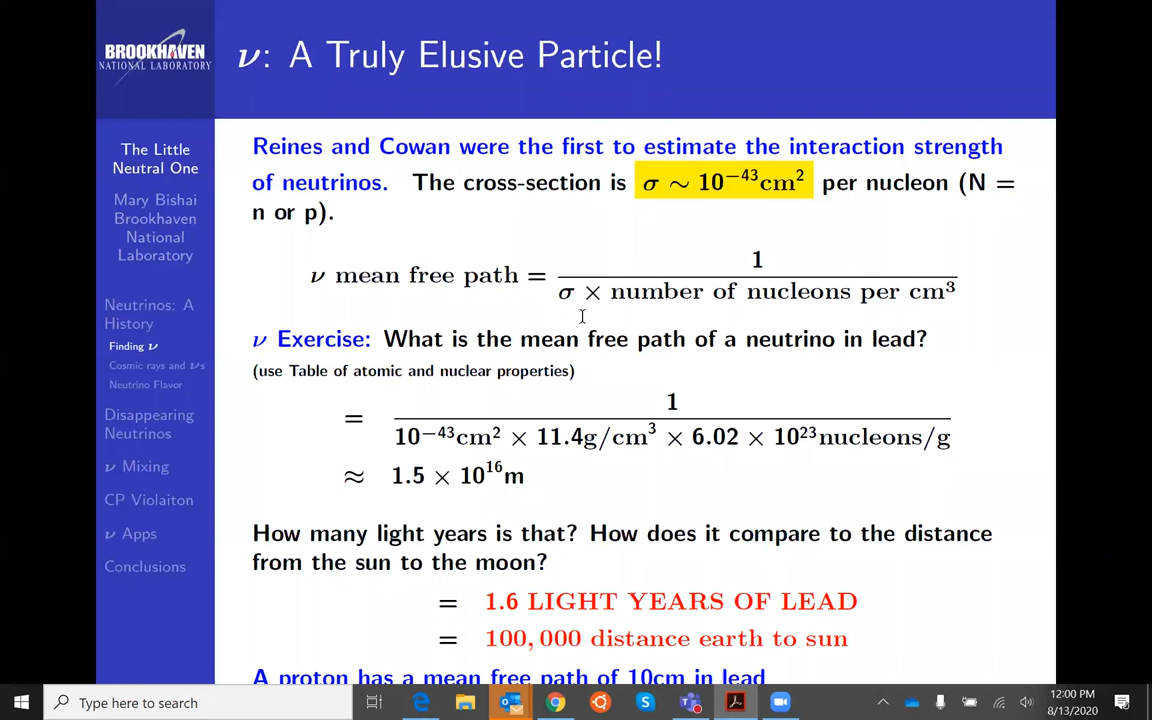 BROOKHAVEN
NATIONAL LABORATORY
ν: A Truly Elusive Particle!
The Little
Neutral One
Mary Bishai
Brookhaven
National
Laboratory
Neutrinos: A
History
Finding ν
Cosmic rays and νs
Neutrino Flavor
Disappearing
Neutrinos
ν Mixing
CP Violaiton
ν Apps
Conclusions
Reines and Cowan were the first to estimate the interaction strength
of neutrinos. The cross-section is σ ∼ 10⁻⁴³cm² per nucleon (N =
n or p).
ν mean free path = 1 / (σ × number of nucleons per cm³)
ν Exercise: What is the mean free path of a neutrino in lead?
(use Table of atomic and nuclear properties)
= 1 / (10⁻⁴³cm² × 11.4g/cm³ × 6.02 × 10²³nucleons/g)
≈ 1.5 × 10¹⁶m
How many light years is that? How does it compare to the distance
from the sun to the moon?
= 1.6 LIGHT YEARS OF LEAD
= 100,000 distance earth to sun
A proton has a mean free path of 10cm in lead
Type here to search
12:00 PM
8/13/2020